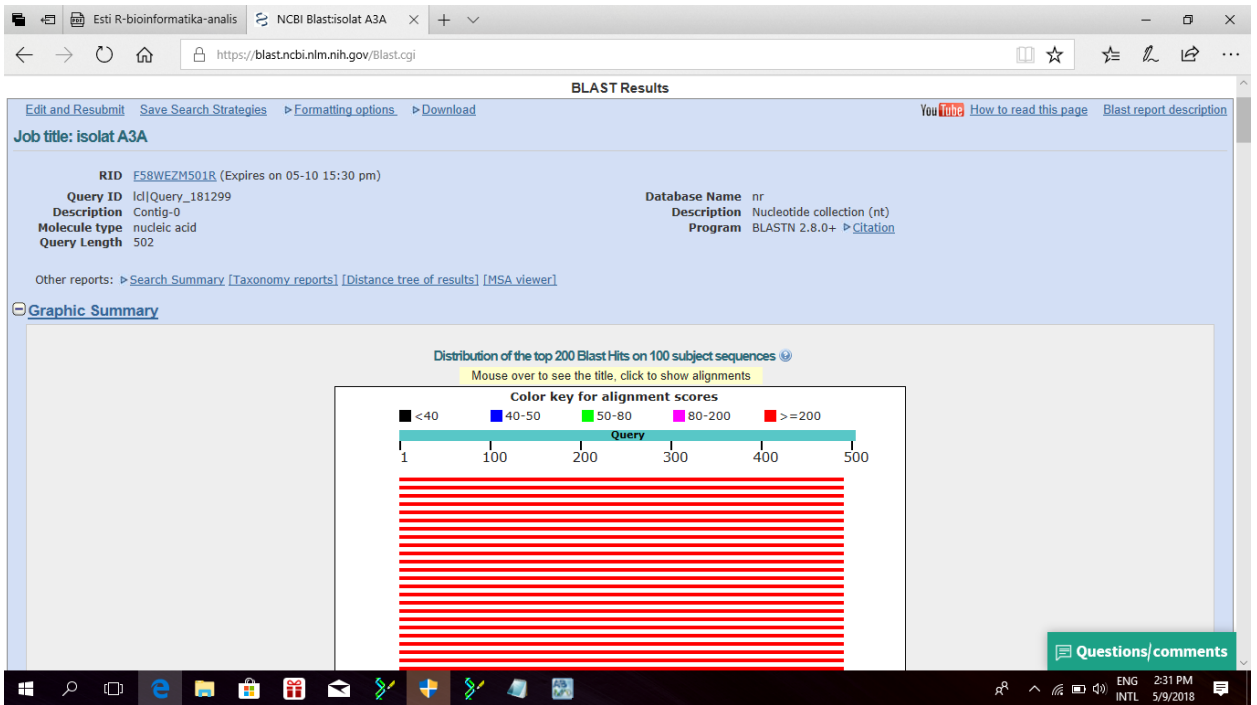 Esti R-bioinformatika-analis
NCBI Blast:isolat A3A
https://blast.ncbi.nlm.nih.gov/Blast.cgi
BLAST Results
Edit and Resubmit Save Search Strategies Formatting options Download
YouTube How to read this page Blast report description
Job title: isolat A3A
RID F58WEZM501R (Expires on 05-10 15:30 pm)
Query ID lcl|Query_181299
Description Contig-0
Molecule type nucleic acid
Query Length 502
Database Name nr
Description Nucleotide collection (nt)
Program BLASTN 2.8.0+ Citation
Other reports: Search Summary [Taxonomy reports] [Distance tree of results] [MSA viewer]
Graphic Summary
Distribution of the top 200 Blast Hits on 100 subject sequences
Mouse over to see the title, click to show alignments
Color key for alignment scores
<40 40-50 50-80 80-200 >=200
Query
1 100 200 300 400 500
Questions/comments
ENG 2:31 PM
INTL 5/9/2018